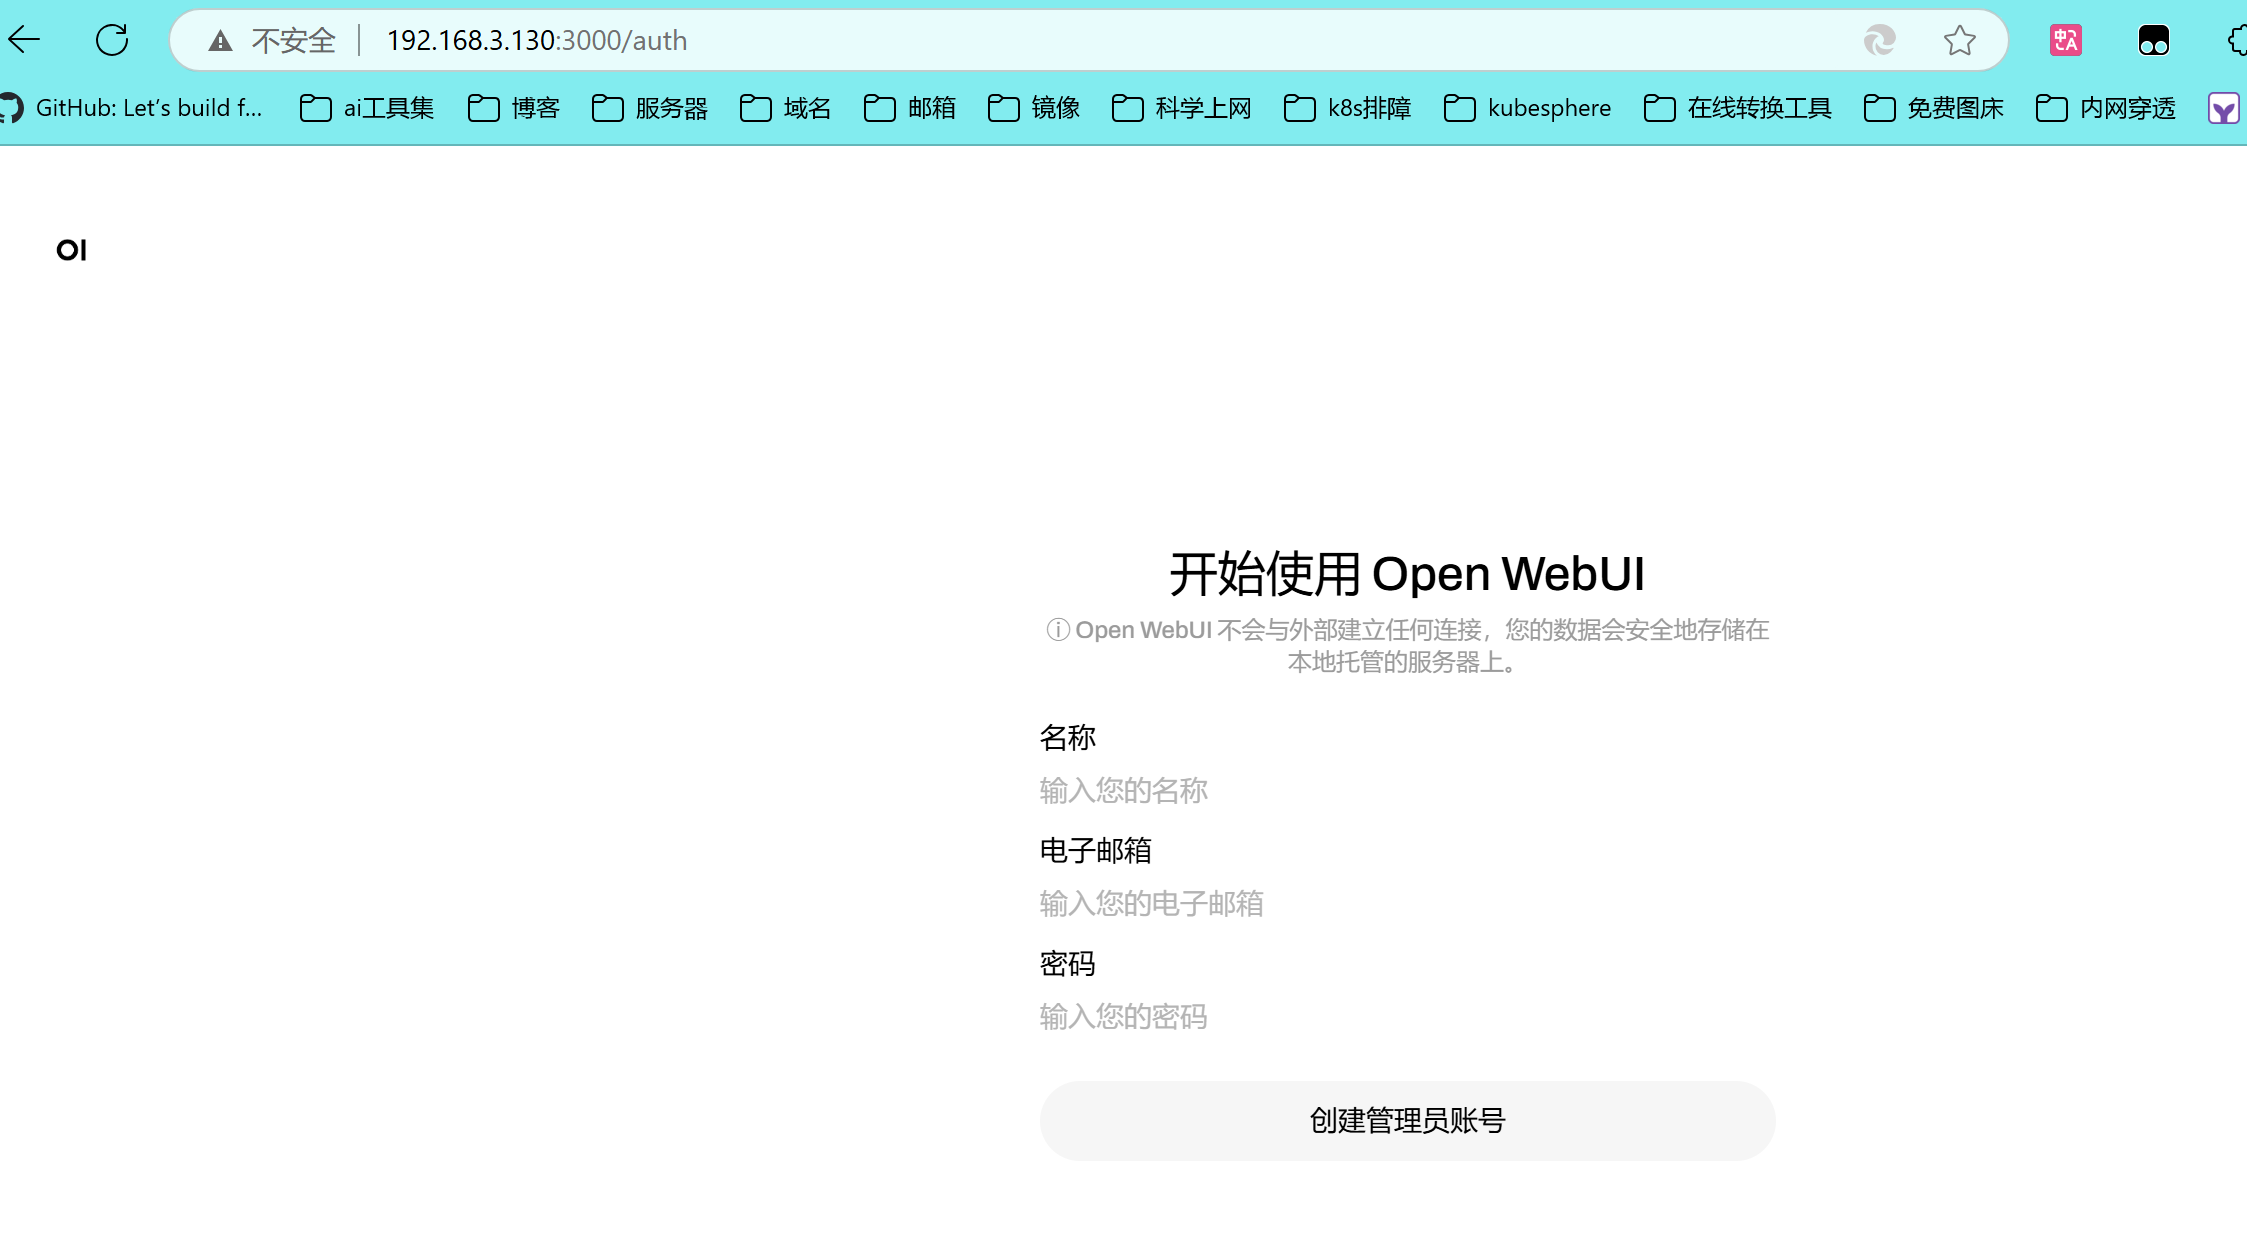 不安全 192.168.3.130:3000/auth
GitHub: Let's build f... ai工具集 博客 服务器 域名 邮箱 镜像 科学上网 k8s排障 kubesphere 在线转换工具 免费图床 内网穿透
OI
开始使用 Open WebUI
ⓘ Open WebUI 不会与外部建立任何连接，您的数据会安全地存储在
本地托管的服务器上。
名称
输入您的名称
电子邮箱
输入您的电子邮箱
密码
输入您的密码
创建管理员账号